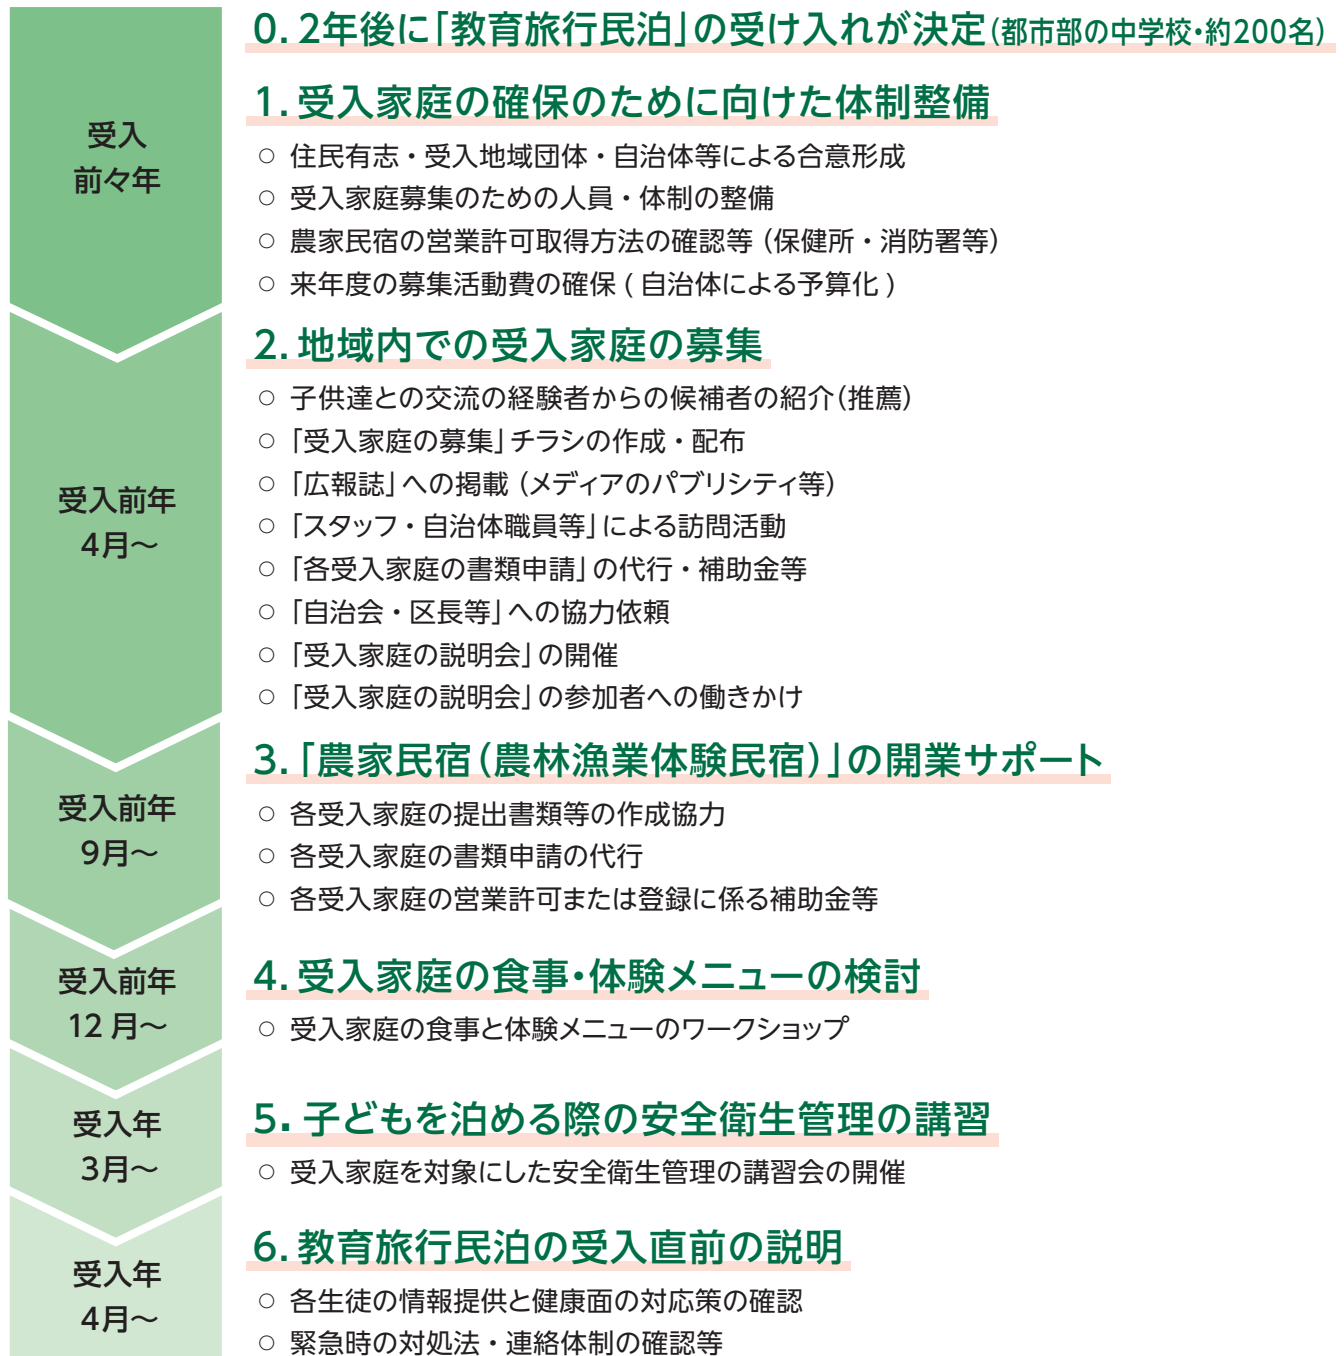 0. 2年後に「教育旅行民泊」の受け入れが決定(都市部の中学校・約200名)
受入
前々年
1. 受入家庭の確保のために向けた体制整備
○ 住民有志・受入地域団体・自治体等による合意形成
○ 受入家庭募集のための人員・体制の整備
○ 農家民宿の営業許可取得方法の確認等（保健所・消防署等）
○ 来年度の募集活動費の確保 ( 自治体による予算化 )
受入前年
4月～
2. 地域内での受入家庭の募集
○ 子供達との交流の経験者からの候補者の紹介（推薦）
○「受入家庭の募集」チラシの作成・配布
○「広報誌」への掲載（メディアのパブリシティ等）
○「スタッフ・自治体職員等」による訪問活動
○「各受入家庭の書類申請」の代行・補助金等
○「自治会・区長等」への協力依頼
○「受入家庭の説明会」の開催
○「受入家庭の説明会」の参加者への働きかけ
受入前年
9月～
3.「農家民宿（農林漁業体験民宿）」の開業サポート
○ 各受入家庭の提出書類等の作成協力
○ 各受入家庭の書類申請の代行
○ 各受入家庭の営業許可または登録に係る補助金等
受入前年
12 月～
4. 受入家庭の食事・体験メニューの検討
○ 受入家庭の食事と体験メニューのワークショップ
受入年
3月～
5. 子どもを泊める際の安全衛生管理の講習
○ 受入家庭を対象にした安全衛生管理の講習会の開催
受入年
4月～
6. 教育旅行民泊の受入直前の説明
○ 各生徒の情報提供と健康面の対応策の確認
○ 緊急時の対処法・連絡体制の確認等